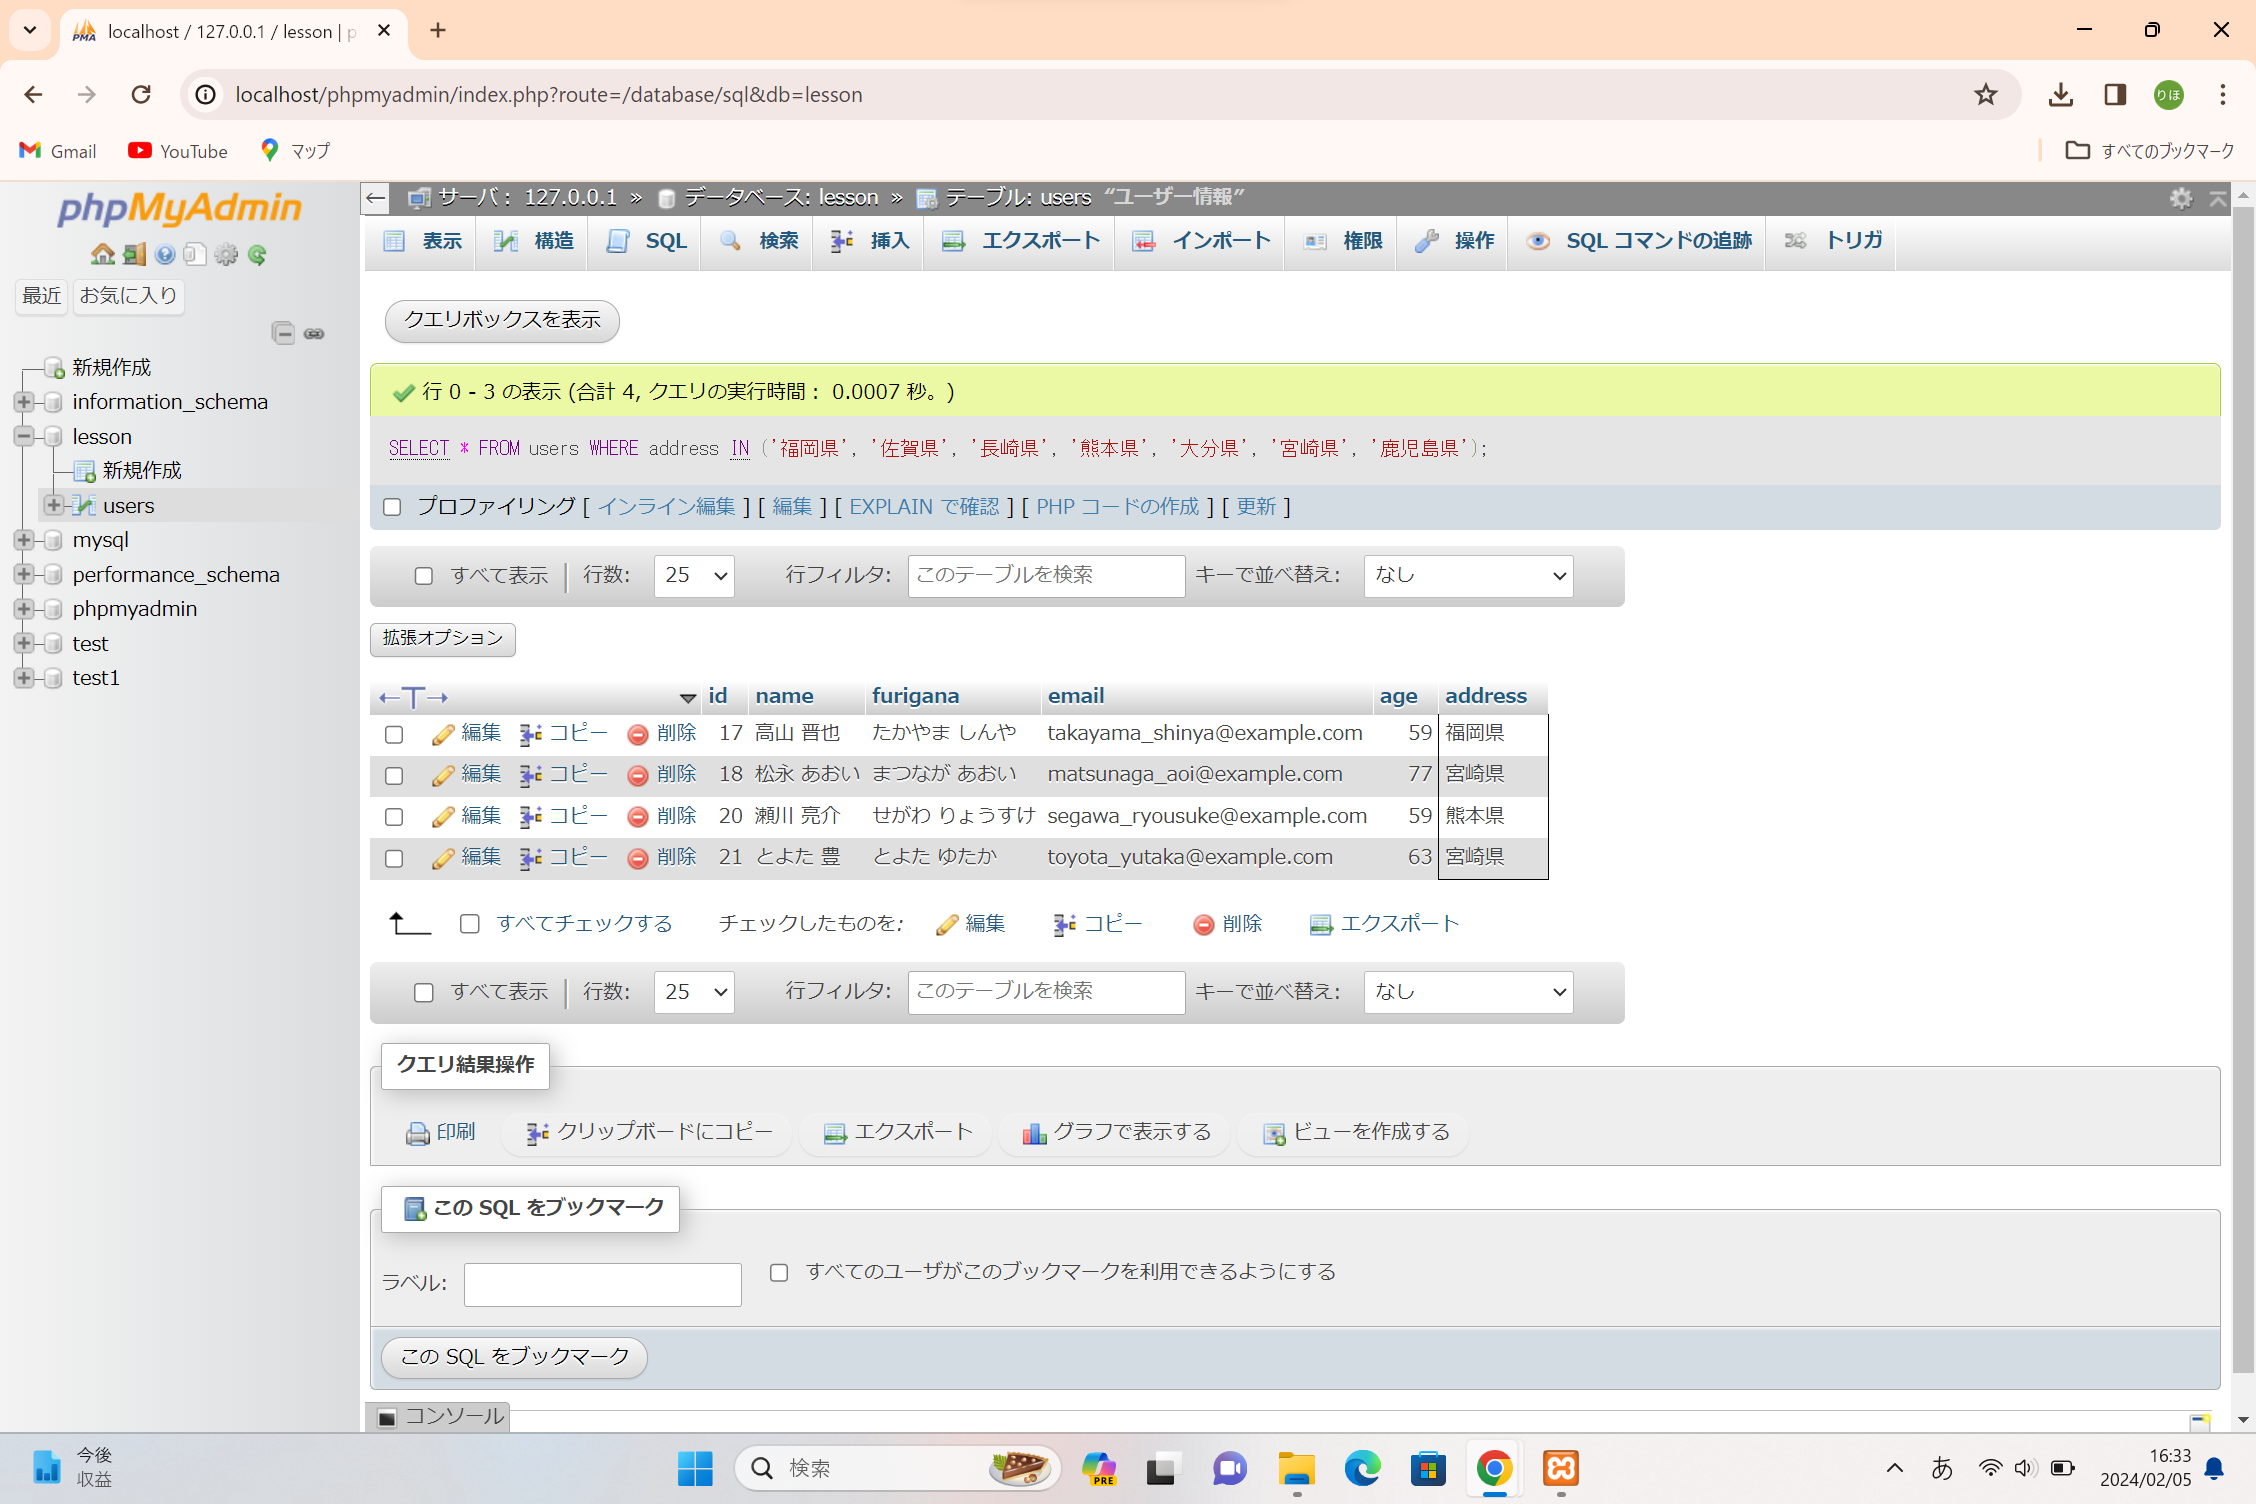 localhost / 127.0.0.1 / lesson | p
localhost/phpmyadmin/index.php?route=/database/sql&db=lesson
りほ
Gmail YouTube マップ すべてのブックマーク
phpMyAdmin
最近 お気に入り
新規作成
information_schema
lesson
新規作成
users
mysql
performance_schema
phpmyadmin
test
test1
サーバ: 127.0.0.1 » データベース: lesson » テーブル: users “ユーザー情報”
表示 構造 SQL 検索 挿入 エクスポート インポート 権限 操作 SQL コマンドの追跡 トリガ
クエリボックスを表示
行 0 - 3 の表示 (合計 4, クエリの実行時間: 0.0007 秒。)
SELECT * FROM users WHERE address IN ('福岡県', '佐賀県', '長崎県', '熊本県', '大分県', '宮崎県', '鹿児島県');
プロファイリング [ インライン編集 ] [ 編集 ] [ EXPLAIN で確認 ] [ PHP コードの作成 ] [ 更新 ]
すべて表示 行数: 25 行フィルタ: このテーブルを検索 キーで並べ替え: なし
拡張オプション
←T→ id name furigana email age address
編集 コピー 削除 17 高山 晋也 たかやま しんや takayama_shinya@example.com 59 福岡県
編集 コピー 削除 18 松永 あおい まつなが あおい matsunaga_aoi@example.com 77 宮崎県
編集 コピー 削除 20 瀬川 亮介 せがわ りょうすけ segawa_ryousuke@example.com 59 熊本県
編集 コピー 削除 21 とよた 豊 とよた ゆたか toyota_yutaka@example.com 63 宮崎県
すべてチェックする チェックしたものを: 編集 コピー 削除 エクスポート
すべて表示 行数: 25 行フィルタ: このテーブルを検索 キーで並べ替え: なし
クエリ結果操作
印刷 クリップボードにコピー エクスポート グラフで表示する ビューを作成する
この SQL をブックマーク
ラベル: すべてのユーザがこのブックマークを利用できるようにする
この SQL をブックマーク
コンソール
今後
収益
検索
PRE
あ
16:33
2024/02/05